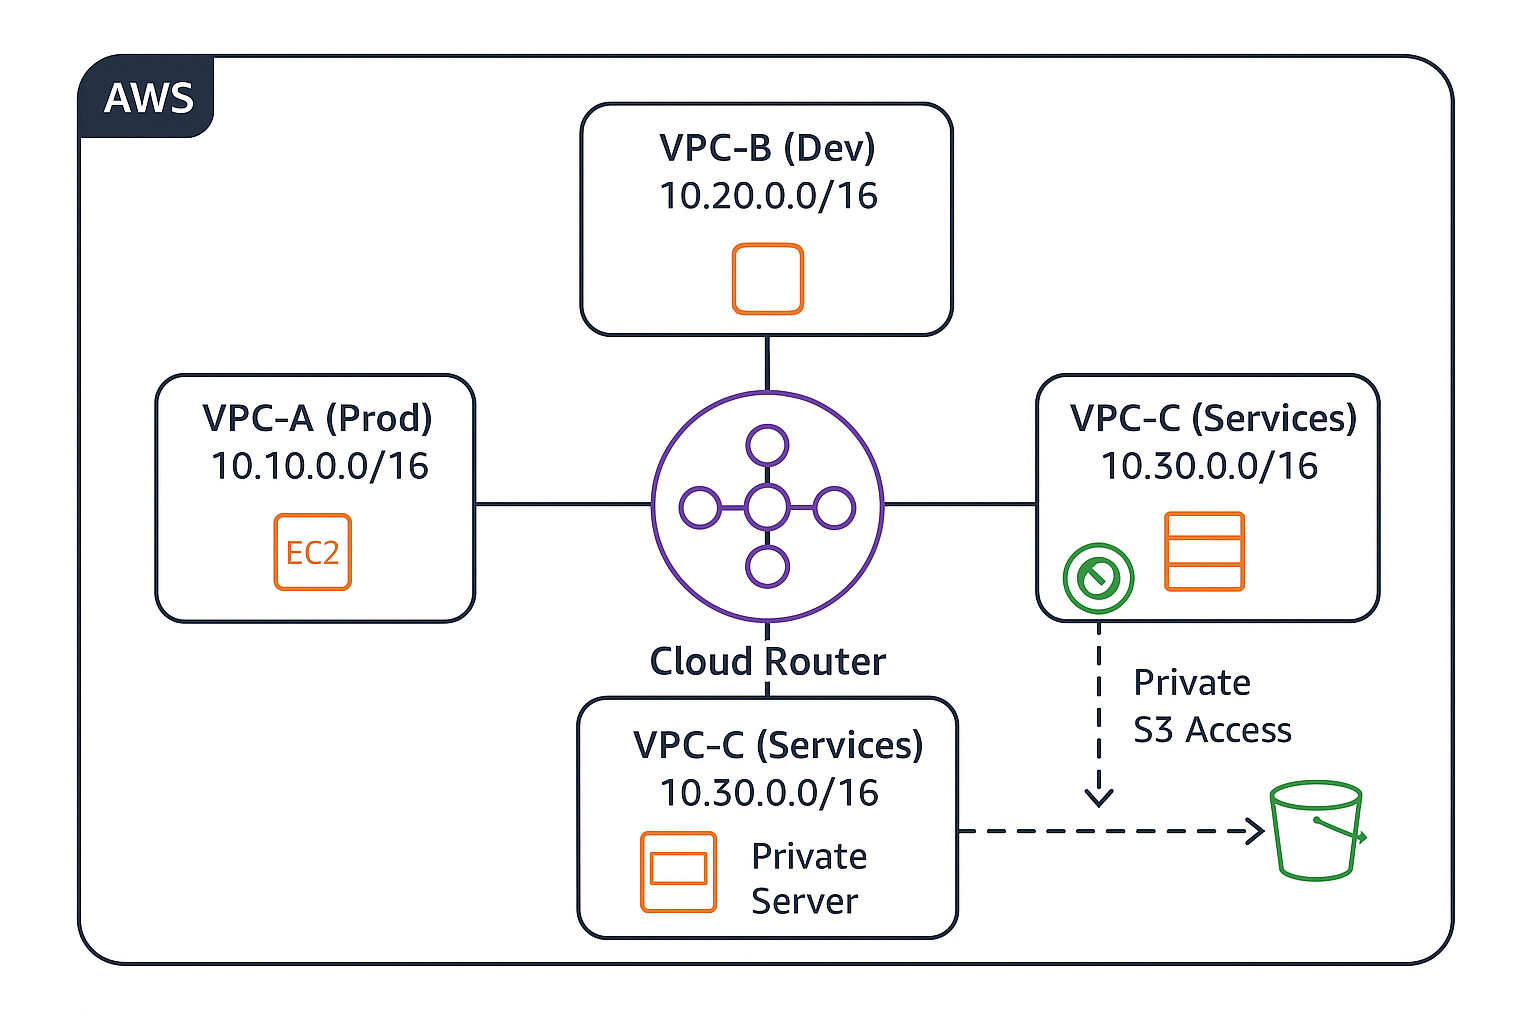 AWS
VPC-B (Dev)
10.20.0.0/16
VPC-A (Prod)
10.10.0.0/16
EC2
VPC-C (Services)
10.30.0.0/16
Cloud Router
Private
S3 Access
VPC-C (Services)
10.30.0.0/16
Private
Server